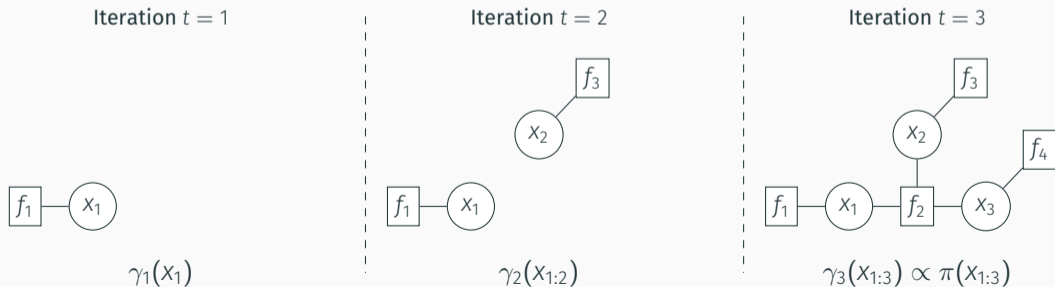 Iteration t = 1
f₁ x₁
γ₁(x₁)
Iteration t = 2
f₃
x₂
f₁ x₁
γ₂(x₁:₂)
Iteration t = 3
f₃
x₂
f₄
f₁ x₁ f₂ x₃
γ₃(x₁:₃) ∝ π(x₁:₃)